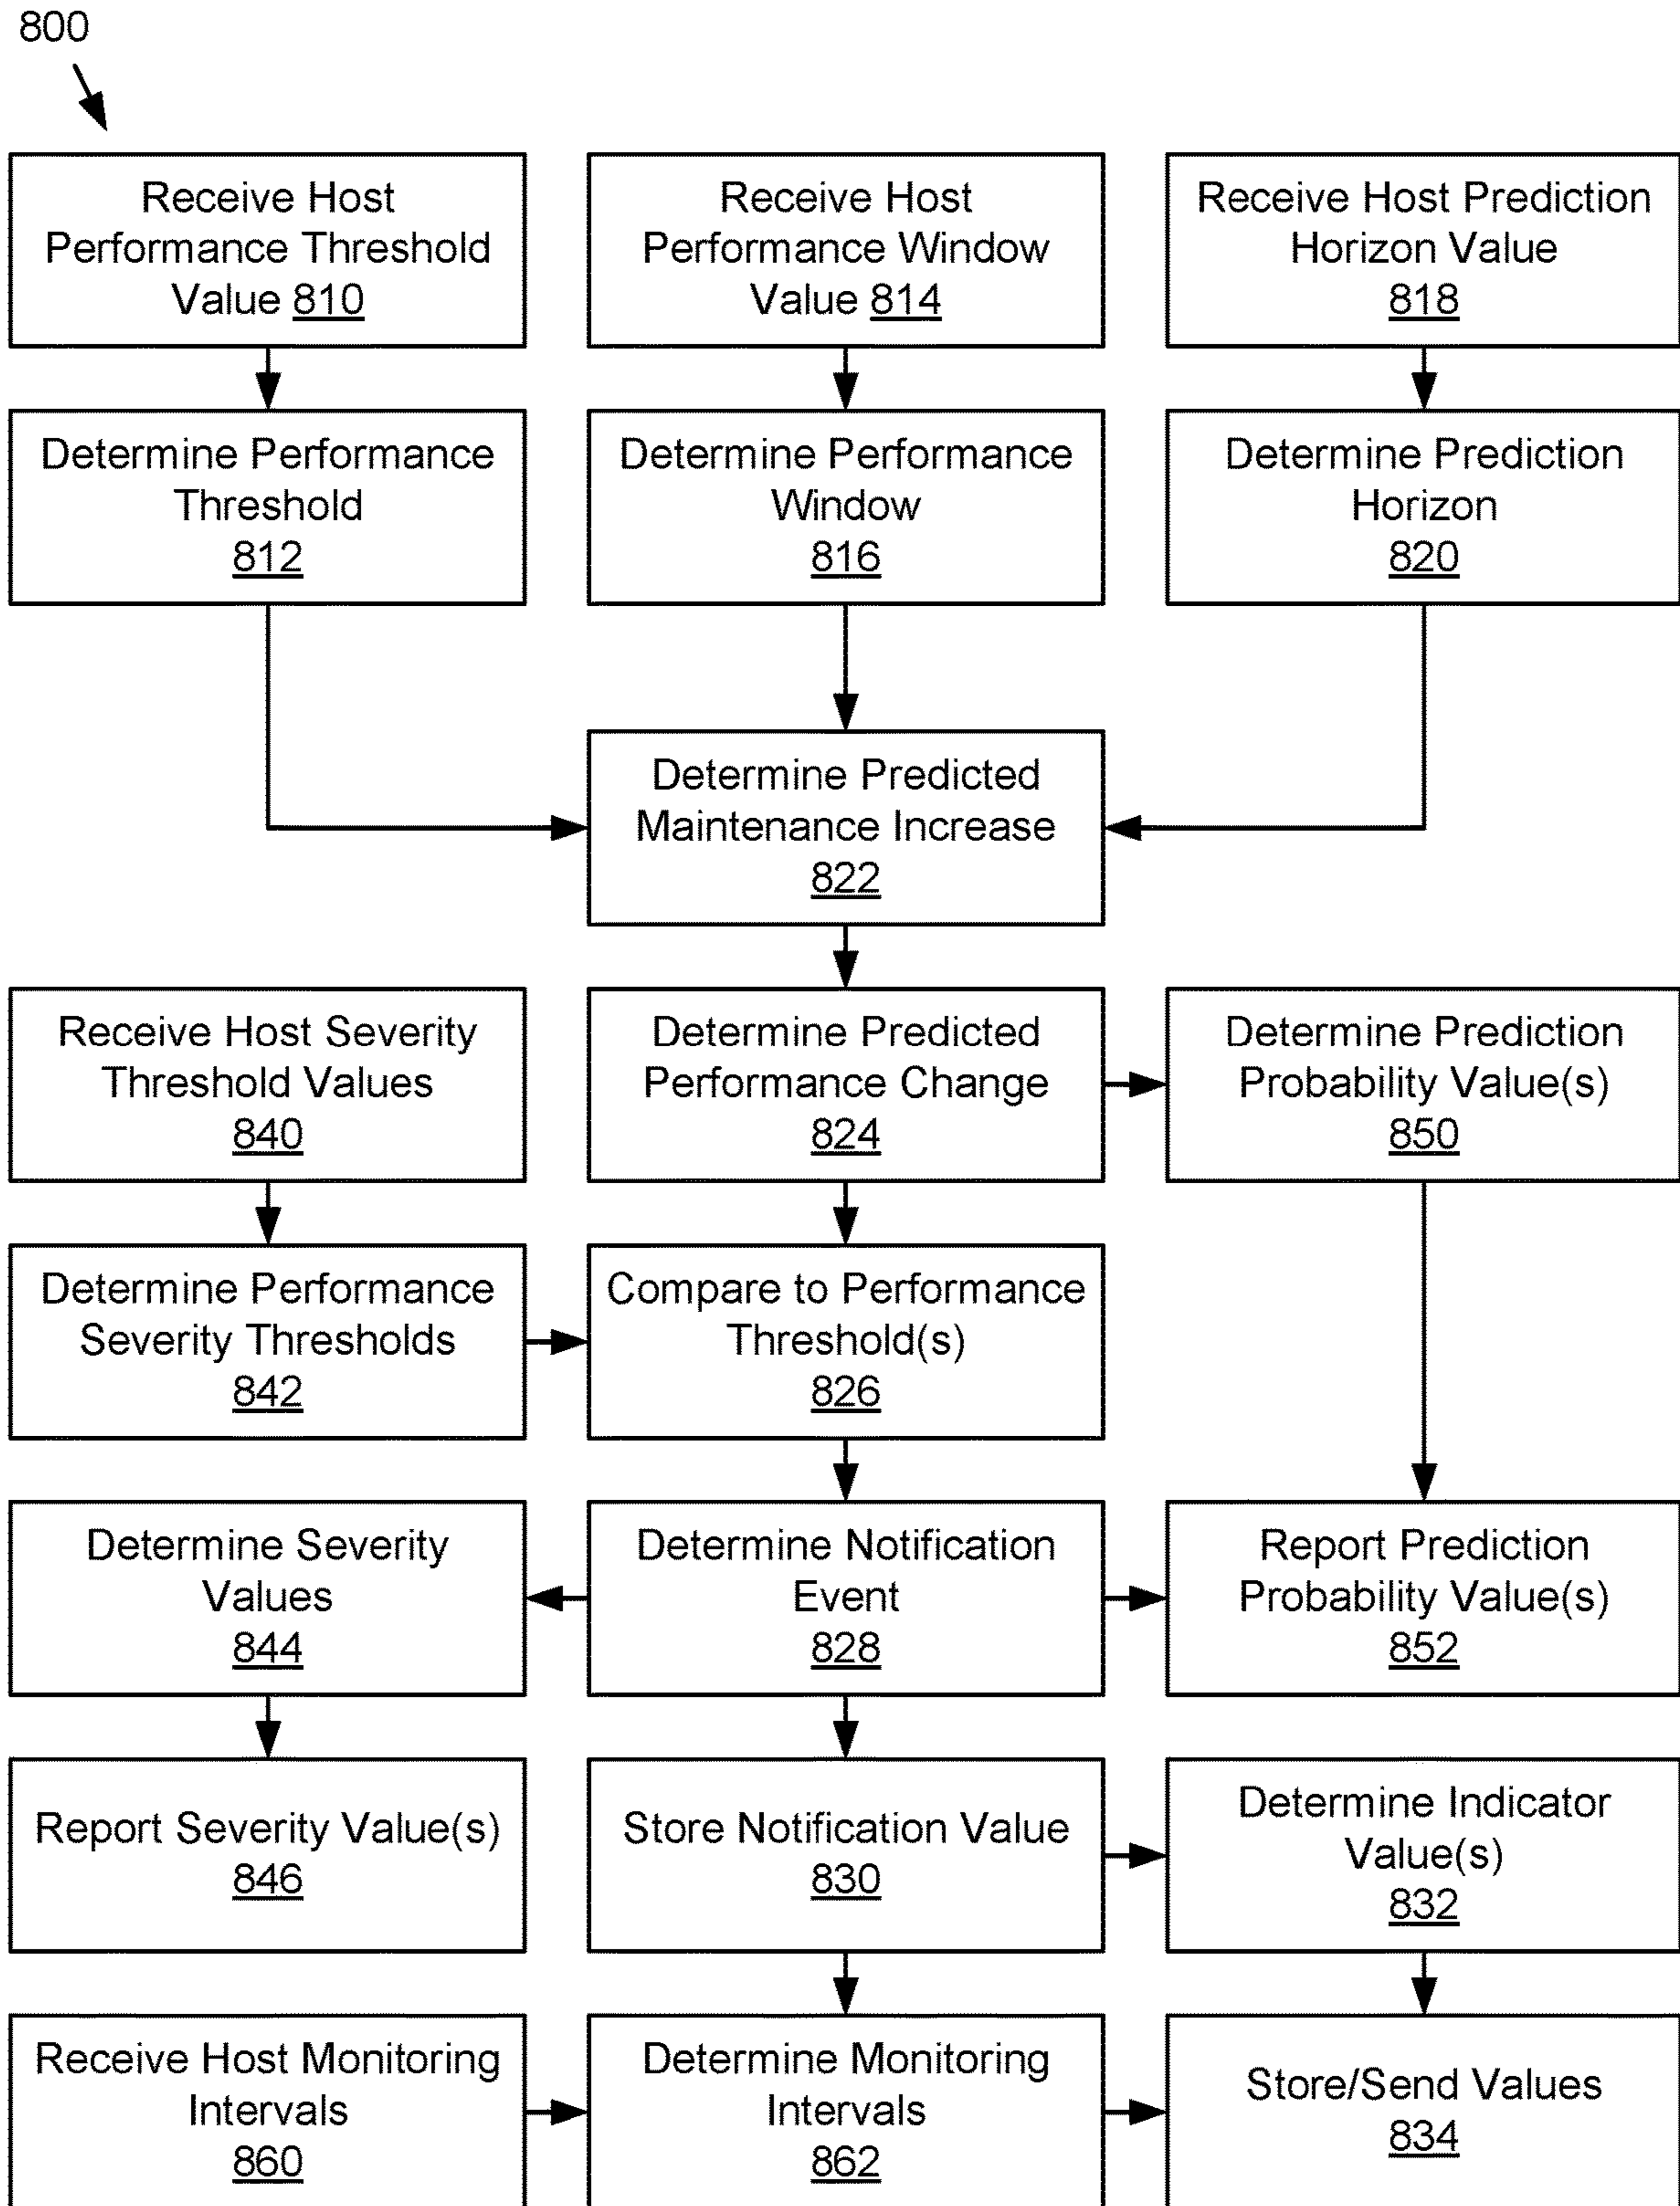 800
Receive Host
Performance Threshold
Value 810
Receive Host
Performance Window
Value 814
Receive Host Prediction
Horizon Value
818
Determine Performance
Threshold
812
Determine Performance
Window
816
Determine Prediction
Horizon
820
Determine Predicted
Maintenance Increase
822
Receive Host Severity
Threshold Values
840
Determine Predicted
Performance Change
824
Determine Prediction
Probability Value(s)
850
Determine Performance
Severity Thresholds
842
Compare to Performance
Threshold(s)
826
Determine Severity
Values
844
Determine Notification
Event
828
Report Prediction
Probability Value(s)
852
Report Severity Value(s)
846
Store Notification Value
830
Determine Indicator
Value(s)
832
Receive Host Monitoring
Intervals
860
Determine Monitoring
Intervals
862
Store/Send Values
834